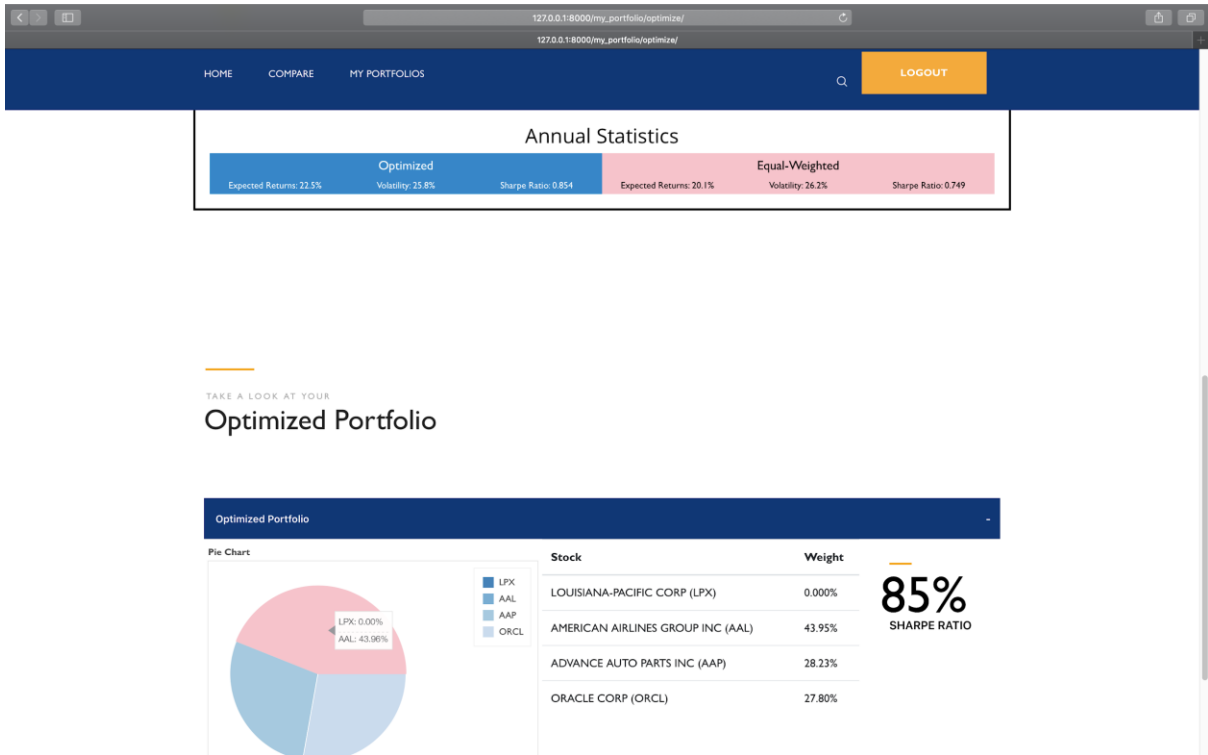 127.0.0.1:8000/my_portfolio/optimize/
127.0.0.1:8000/my_portfolio/optimize/
HOME COMPARE MY PORTFOLIOS LOGOUT
Annual Statistics
Optimized Equal-Weighted
Expected Returns: 22.5% Volatility: 25.8% Sharpe Ratio: 0.854 Expected Returns: 20.1% Volatility: 26.2% Sharpe Ratio: 0.749
TAKE A LOOK AT YOUR
Optimized Portfolio
Optimized Portfolio -
Pie Chart
LPX
AAL
AAP
ORCL
LPX: 0.00%
AAL: 43.96%
Stock Weight
LOUISIANA-PACIFIC CORP (LPX) 0.000%
AMERICAN AIRLINES GROUP INC (AAL) 43.95%
ADVANCE AUTO PARTS INC (AAP) 28.23%
ORACLE CORP (ORCL) 27.80%
85%
SHARPE RATIO